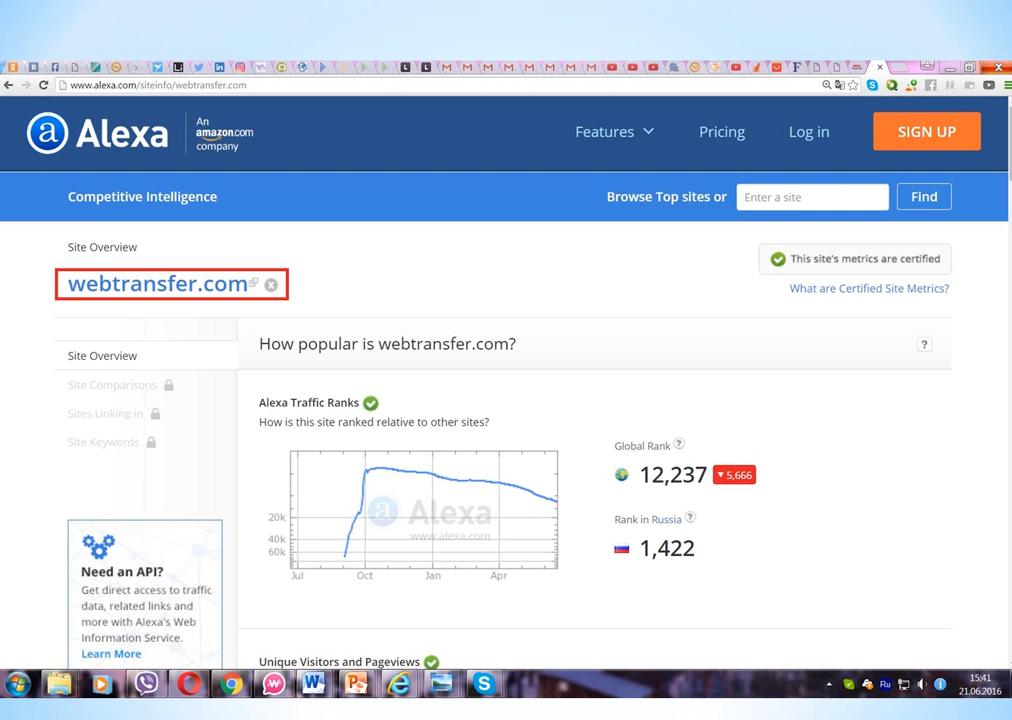 www.alexa.com/siteinfo/webtransfer.com
Alexa
An
amazon.com
company
Features
Pricing
Log in
SIGN UP
Competitive Intelligence
Browse Top sites or
Enter a site
Find
Site Overview
webtransfer.com
This site's metrics are certified
What are Certified Site Metrics?
Site Overview
Site Comparisons
Sites Linking in
Site Keywords
How popular is webtransfer.com?
?
Alexa Traffic Ranks
How is this site ranked relative to other sites?
20k
40k
60k
Jul
Oct
Jan
Apr
Alexa
www.alexa.com
Global Rank ?
12,237
5,666
Rank in Russia ?
1,422
Need an API?
Get direct access to traffic
data, related links and
more with Alexa's Web
Information Service.
Learn More
Unique Visitors and Pageviews
Ru
15:41
21.06.2016